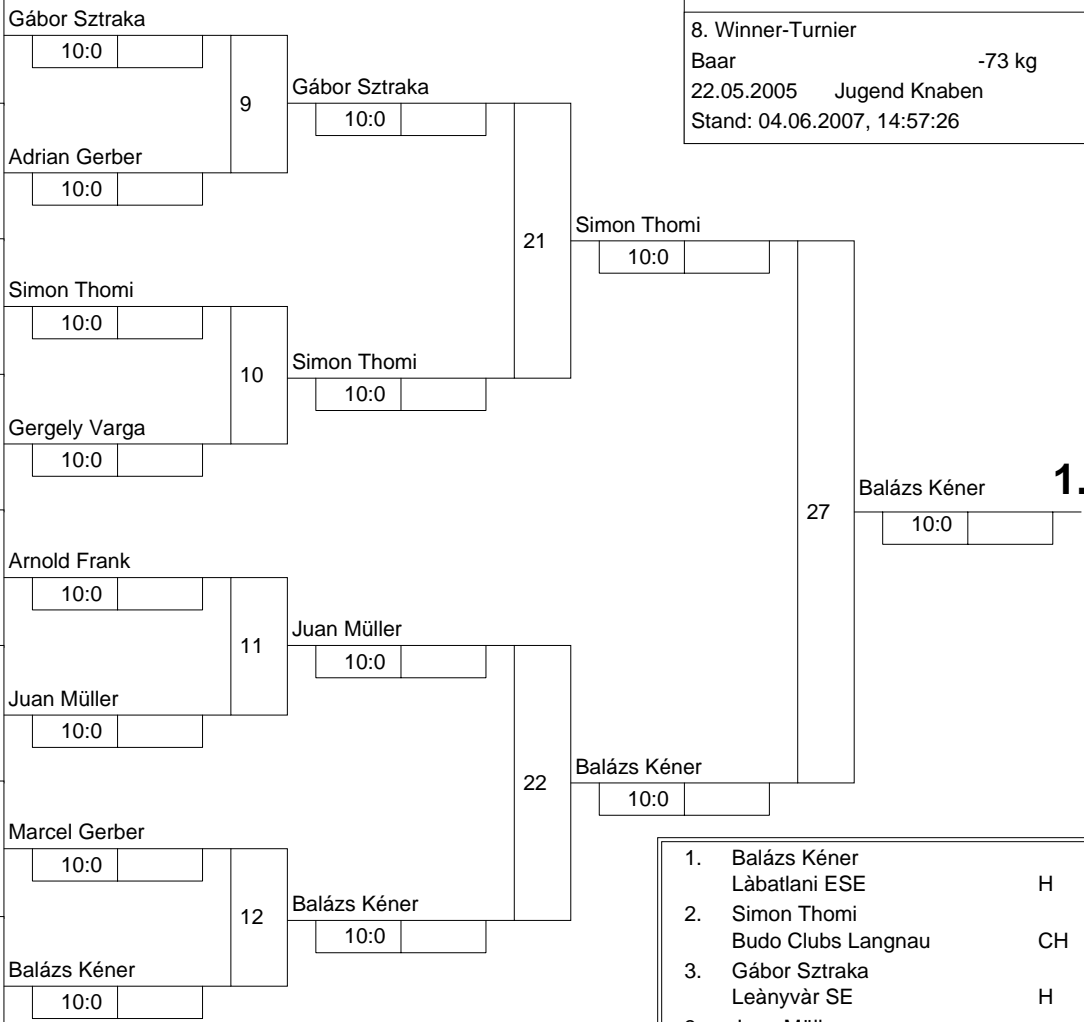 Gábor Sztraka
10:0
9
Adrian Gerber
10:0
Simon Thomi
10:0
10
Gergely Varga
10:0
Arnold Frank
10:0
11
Juan Müller
10:0
Marcel Gerber
10:0
12
Balázs Kéner
10:0
Gábor Sztraka
10:0
21
Simon Thomi
10:0
Juan Müller
10:0
22
Balázs Kéner
10:0
Simon Thomi
10:0
27
Balázs Kéner
10:0
Balázs Kéner 1.
10:0
8. Winner-Turnier
Baar -73 kg
22.05.2005 Jugend Knaben
Stand: 04.06.2007, 14:57:26
1. Balázs Kéner
Làbatlani ESE H
2. Simon Thomi
Budo Clubs Langnau CH
3. Gábor Sztraka
Leànyvàr SE H